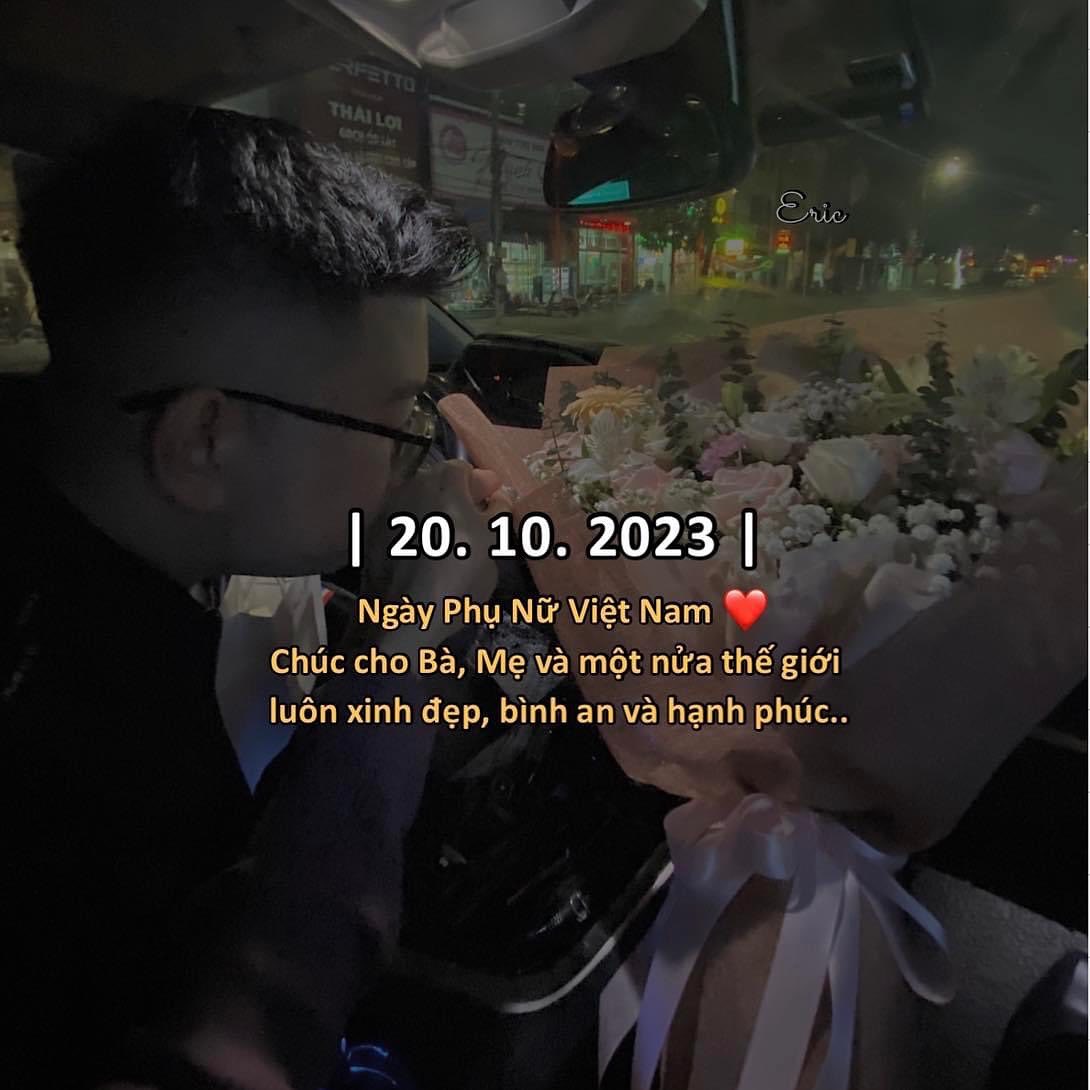 THÁI LỢI
Eric
| 20. 10. 2023 |
Ngày Phụ Nữ Việt Nam ❤️
Chúc cho Bà, Mẹ và một nửa thế giới
luôn xinh đẹp, bình an và hạnh phúc..